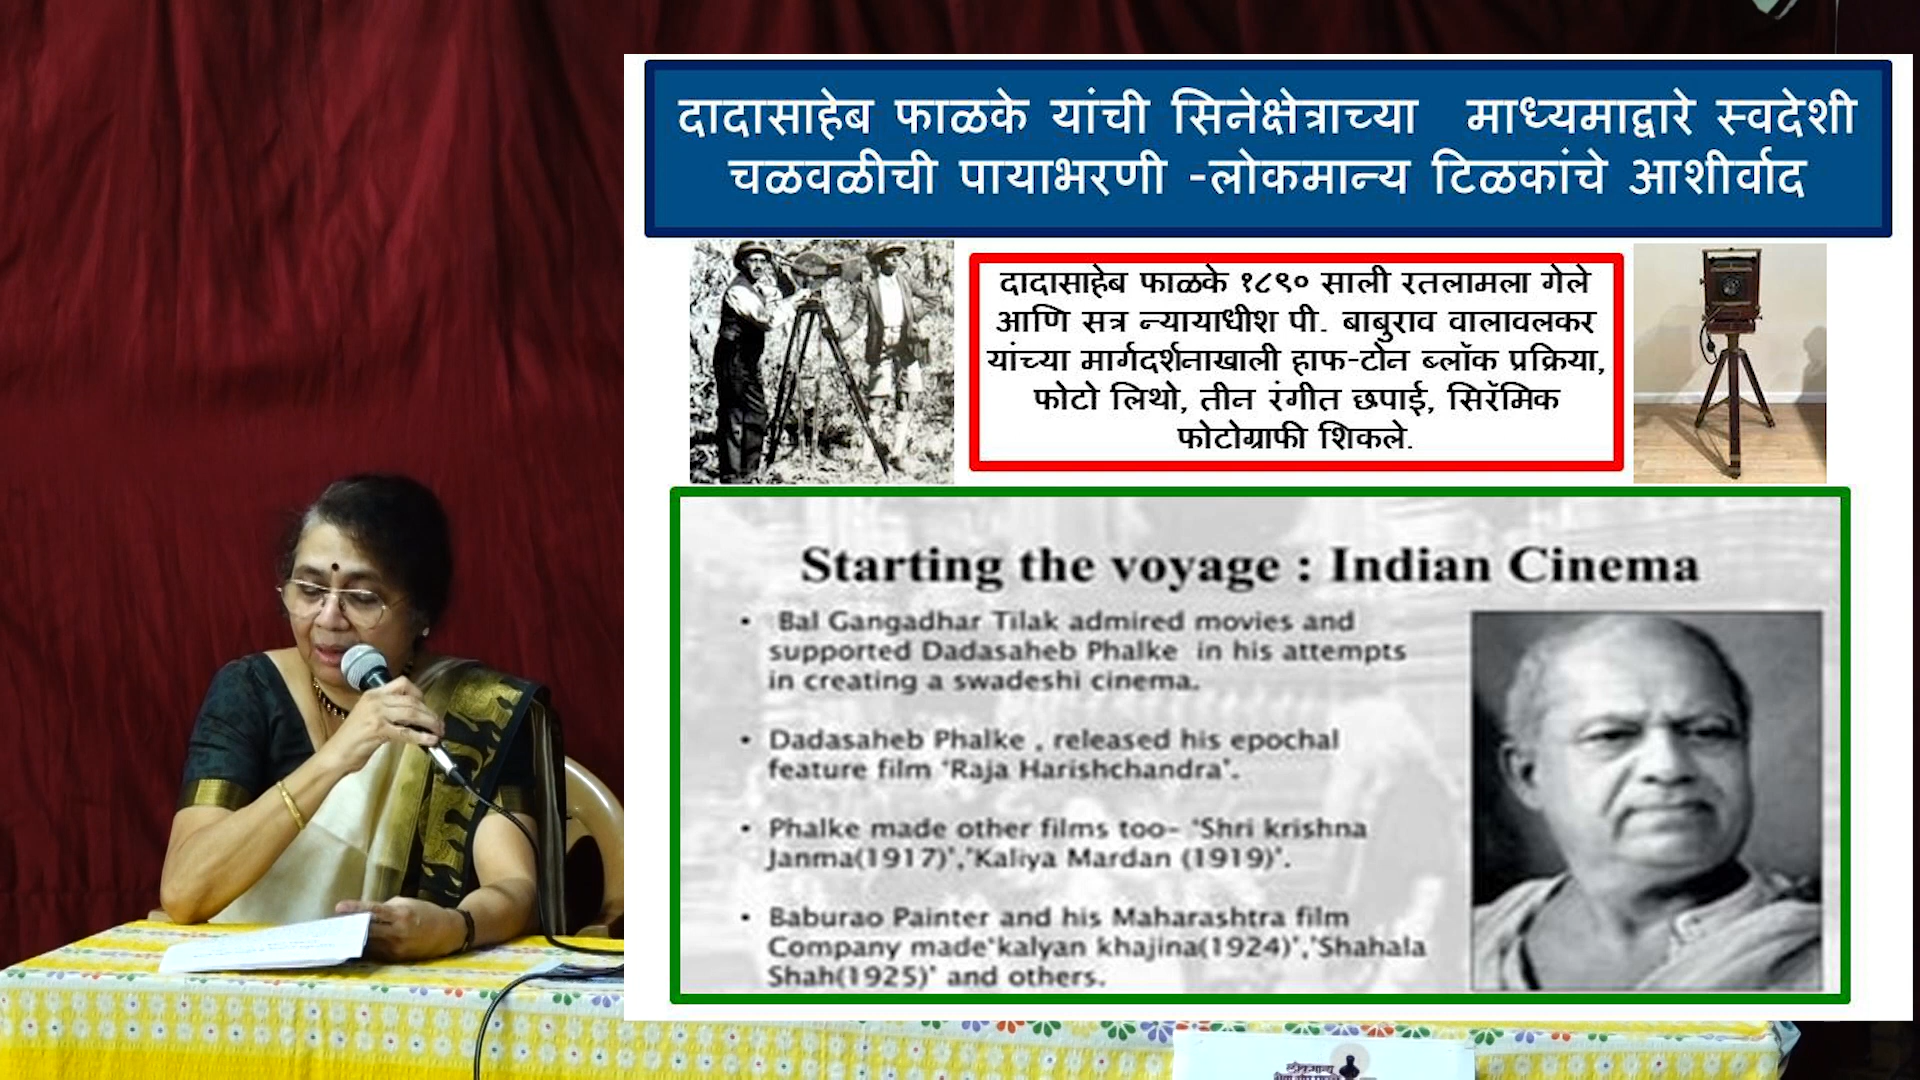 दादासाहेब फाळके यांची सिनेक्षेत्राच्या माध्यमाद्वारे स्वदेशी
चळवळीची पायाभरणी -लोकमान्य टिळकांचे आशीर्वाद
दादासाहेब फाळके १८९० साली रतलामला गेले
आणि सत्र न्यायाधीश पी. बाबुराव वालावलकर
यांच्या मार्गदर्शनाखाली हाफ-टोन ब्लॉक प्रक्रिया,
फोटो लिथो, तीन रंगीत छपाई, सिरॅमिक
फोटोग्राफी शिकले.
Starting the voyage : Indian Cinema
• Bal Gangadhar Tilak admired movies and
supported Dadasaheb Phalke in his attempts
in creating a swadeshi cinema.
• Dadasaheb Phalke , released his epochal
feature film 'Raja Harishchandra'.
• Phalke made other films too- 'Shri krishna
Janma(1917)','Kaliya Mardan (1919)'.
• Baburao Painter and his Maharashtra film
Company made'kalyan khajina(1924)','Shahala
Shah(1925)' and others.
लोकमान्य